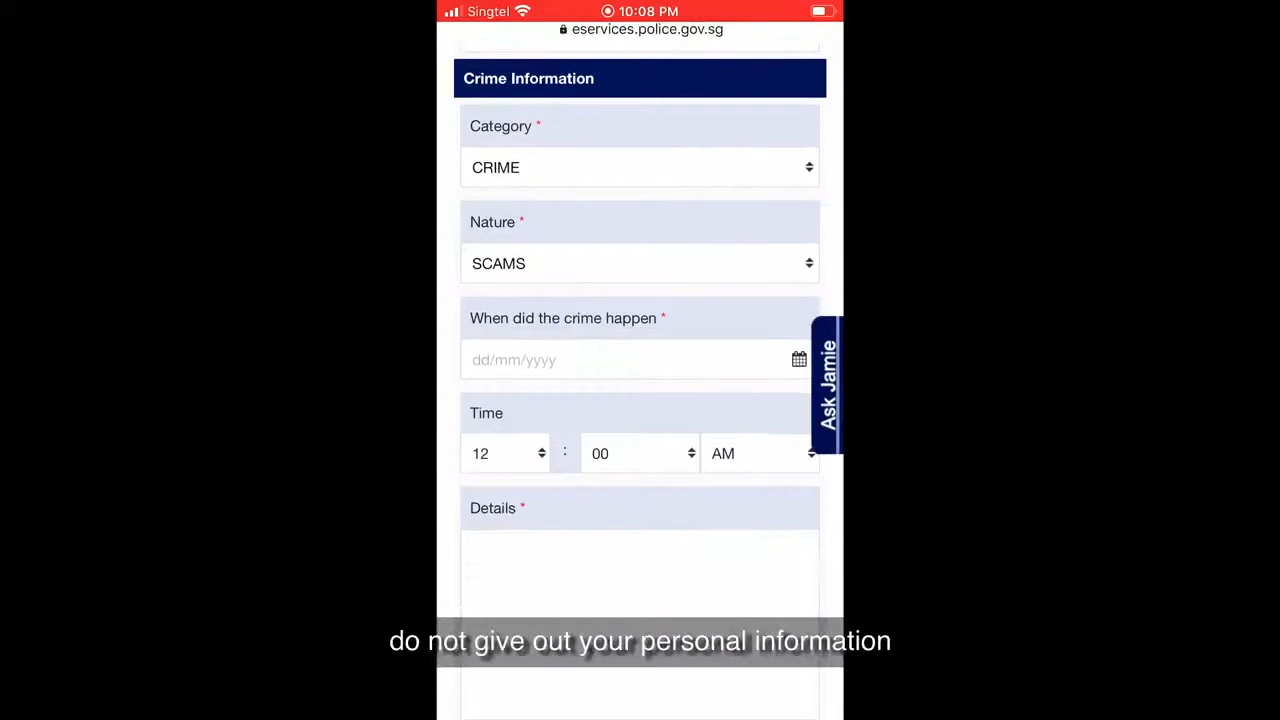 Singtel 10:08 PM
eservices.police.gov.sg
Crime Information
Category *
CRIME
Nature *
SCAMS
When did the crime happen *
dd/mm/yyyy
Ask Jamie
Time
12 : 00 AM
Details *
do not give out your personal information